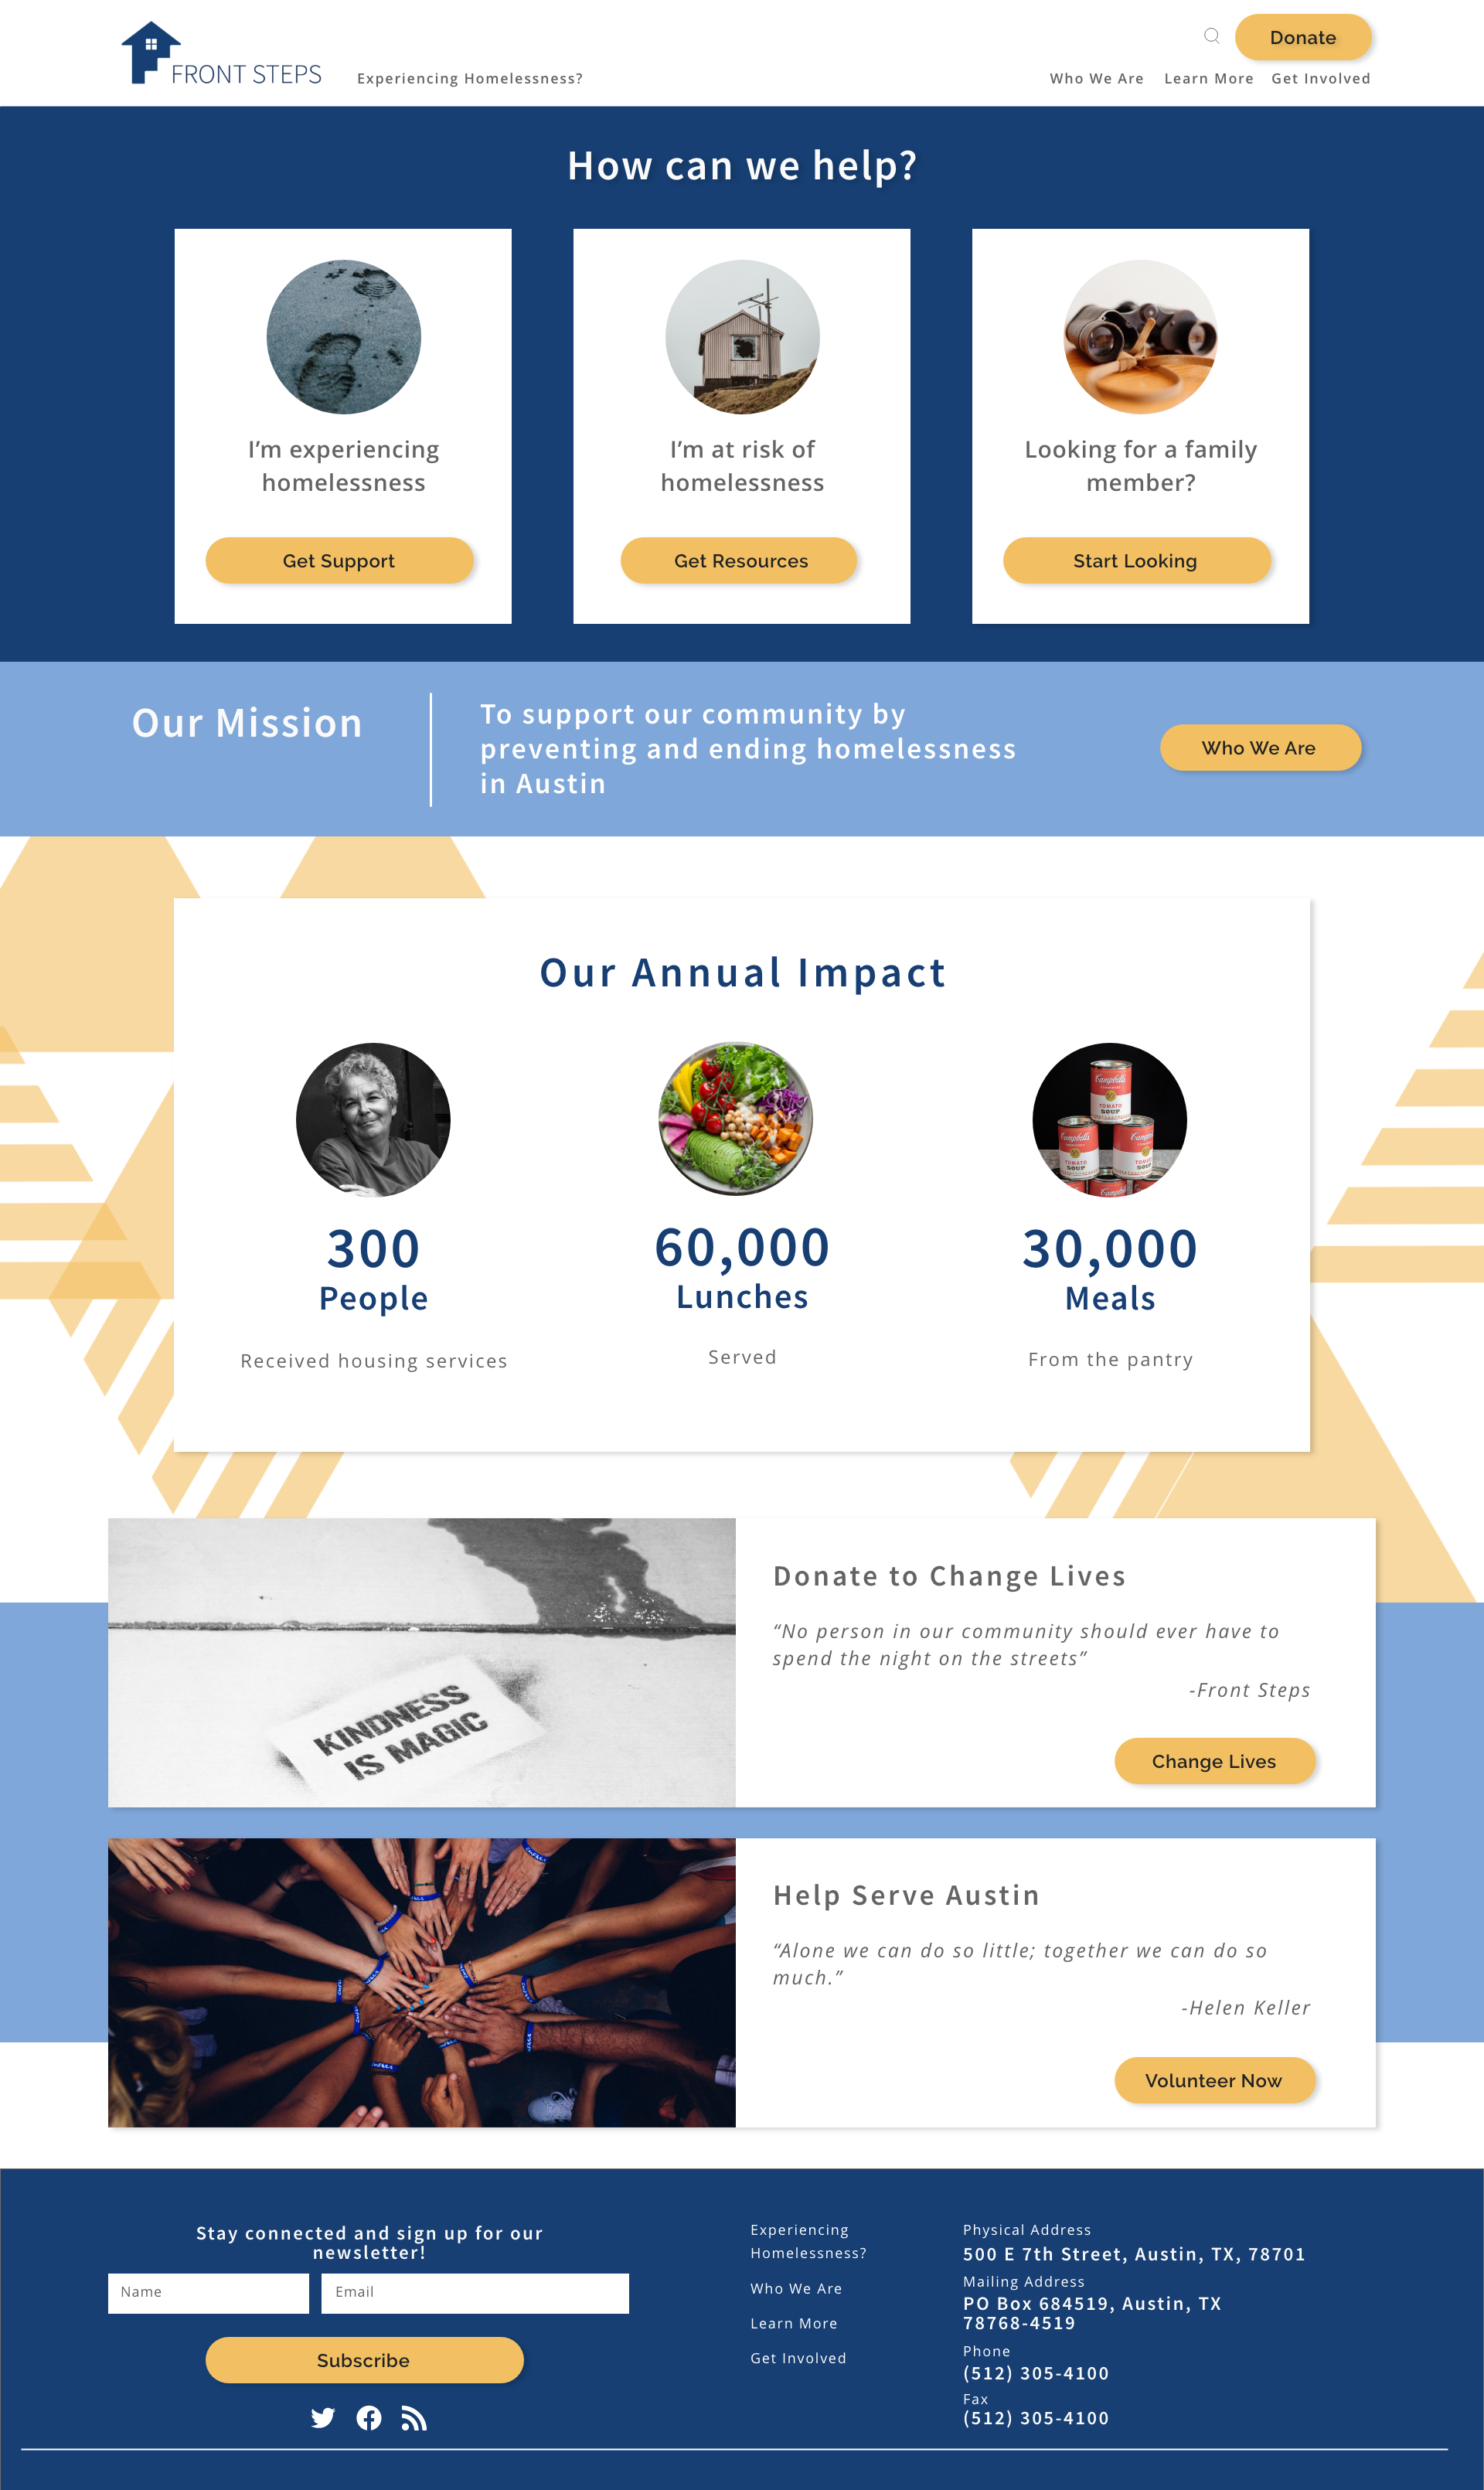 FRONT STEPS
Experiencing Homelessness?
Donate
Who We Are
Learn More
Get Involved
How can we help?
I’m experiencing
homelessness
Get Support
I’m at risk of
homelessness
Get Resources
Looking for a family
member?
Start Looking
Our Mission
To support our community by
preventing and ending homelessness
in Austin
Who We Are
Our Annual Impact
Campbell's
TOMATO
SOUP
Campbell's
TOMATO
SOUP
300
People
Received housing services
60,000
Lunches
Served
30,000
Meals
From the pantry
KINDNESS
IS MAGIC
Donate to Change Lives
“No person in our community should ever have to
spend the night on the streets”
-Front Steps
Change Lives
Help Serve Austin
“Alone we can do so little; together we can do so
much.”
-Helen Keller
Volunteer Now
Stay connected and sign up for our
newsletter!
Name
Email
Subscribe
Experiencing
Homelessness?
Who We Are
Learn More
Get Involved
Physical Address
500 E 7th Street, Austin, TX, 78701
Mailing Address
PO Box 684519, Austin, TX
78768-4519
Phone
(512) 305-4100
Fax
(512) 305-4100